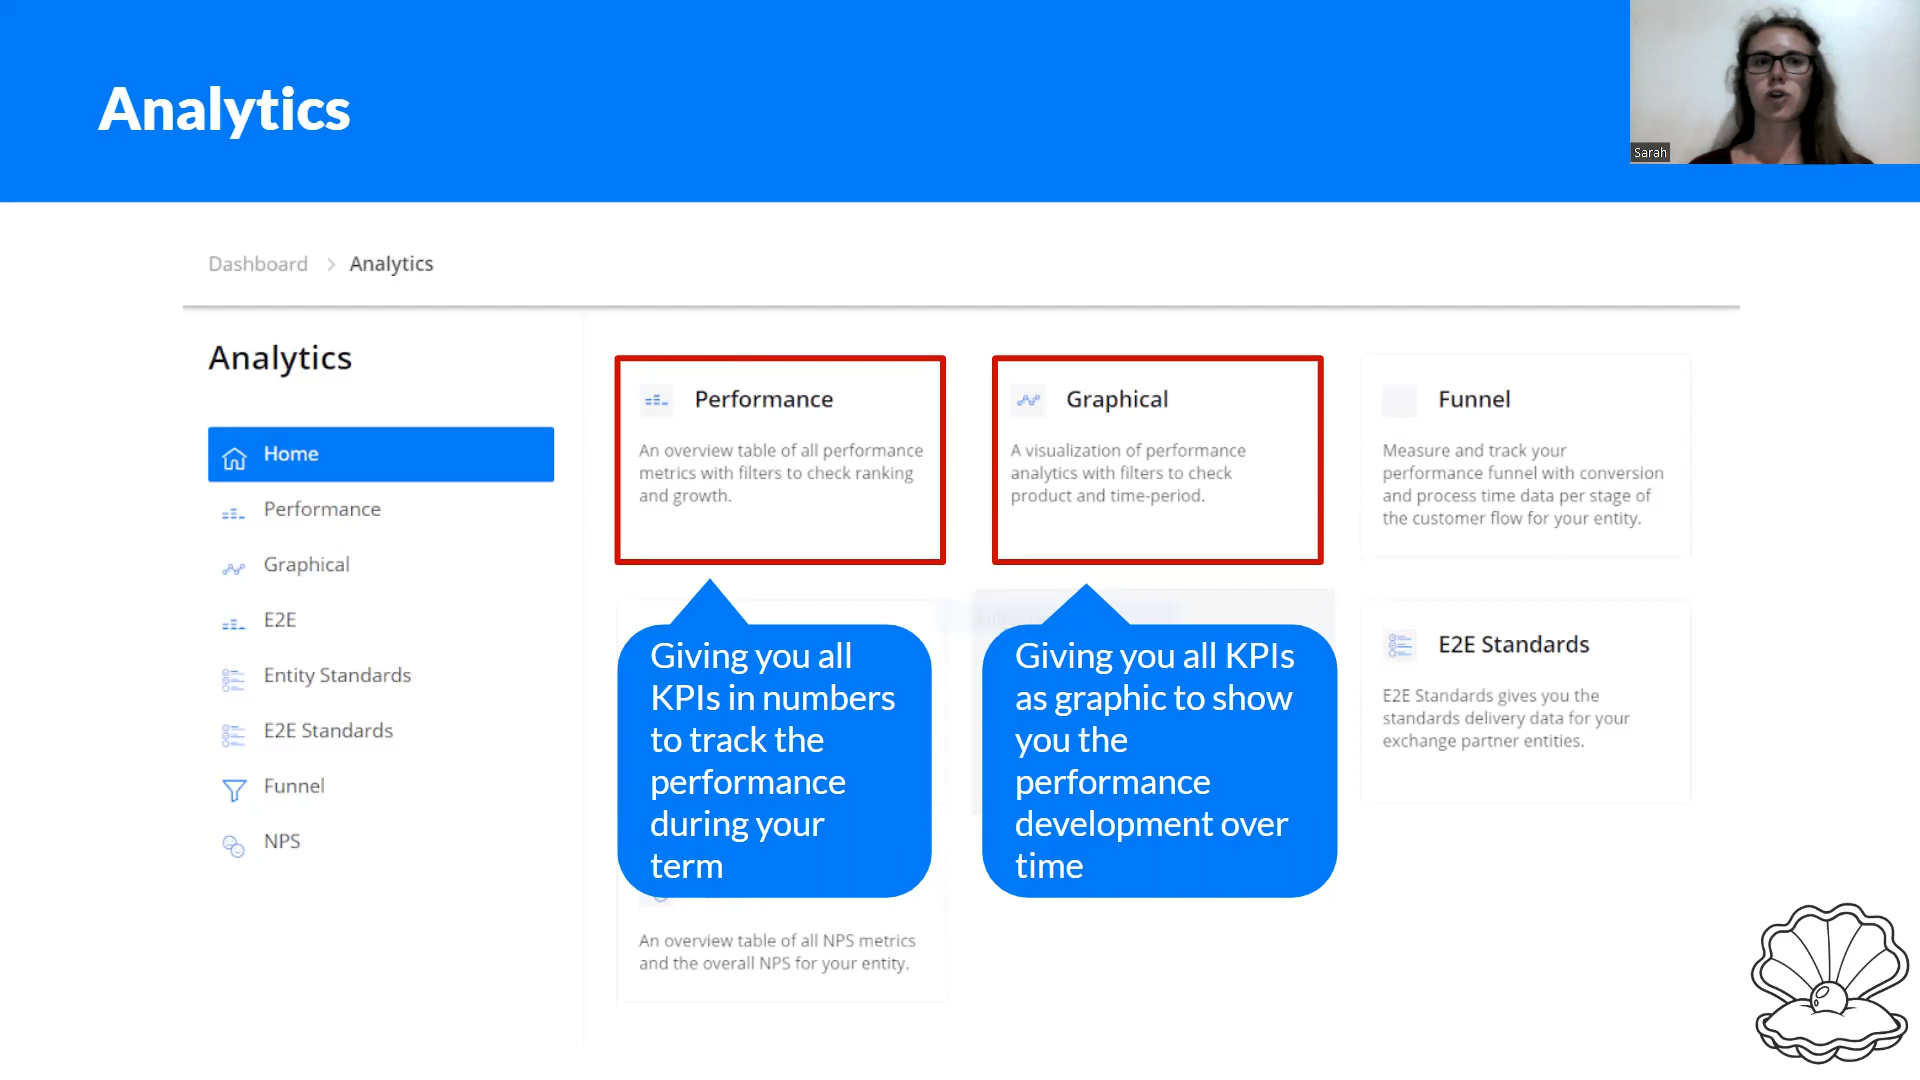 Analytics
Sarah
Dashboard > Analytics
Analytics
Home
Performance
Graphical
E2E
Entity Standards
E2E Standards
Funnel
NPS
Performance
An overview table of all performance
metrics with filters to check ranking
and growth.
Graphical
A visualization of performance
analytics with filters to check
product and time-period.
Funnel
Measure and track your
performance funnel with conversion
and process time data per stage of
the customer flow for your entity.
Giving you all
KPIs in numbers
to track the
performance
during your
term
Giving you all KPIs
as graphic to show
you the
performance
development over
time
E2E Standards
E2E Standards gives you the
standards delivery data for your
exchange partner entities.
An overview table of all NPS metrics
and the overall NPS for your entity.